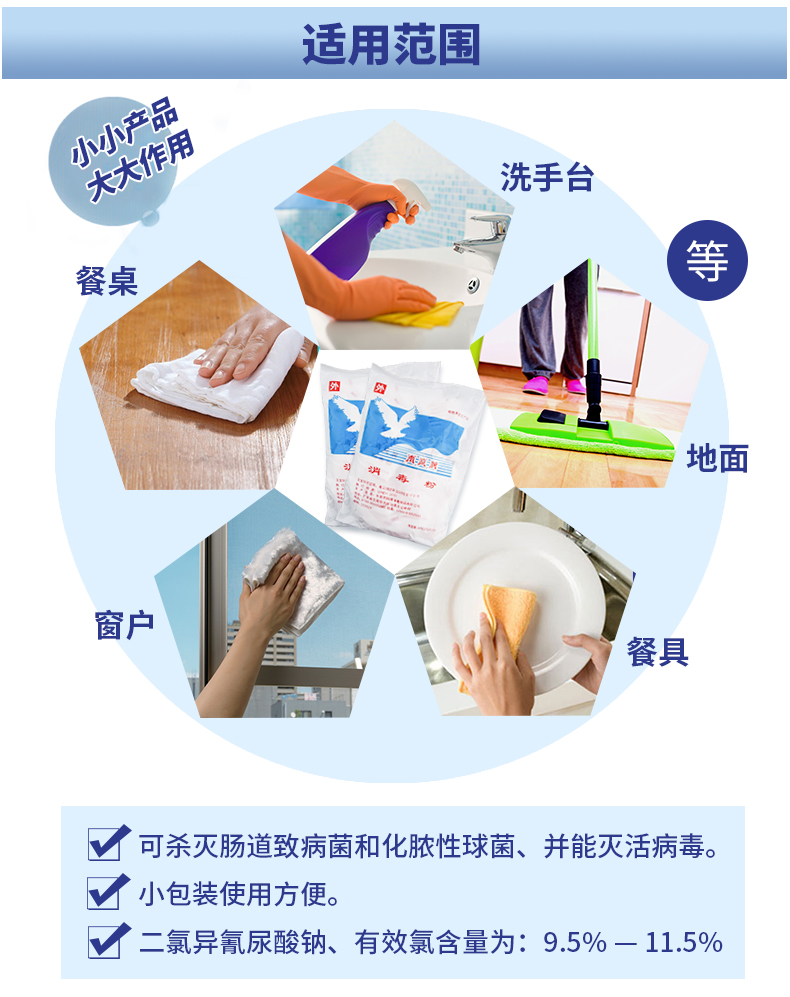 适用范围
小小产品
大大作用
洗手台
等
餐桌
外
外
消毒粉
地面
窗户
餐具
可杀灭肠道致病菌和化脓性球菌、并能灭活病毒。
小包装使用方便。
二氯异氰尿酸钠、有效氯含量为：9.5% — 11.5%